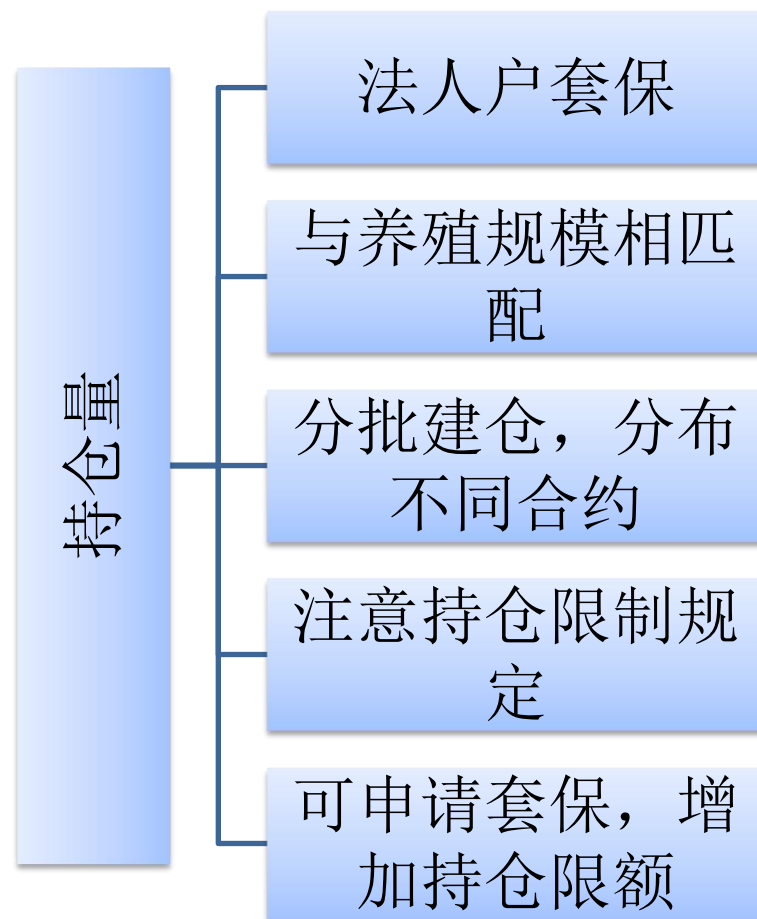 持仓量
法人户套保
与养殖规模相匹
配
分批建仓，分布
不同合约
注意持仓限制规
定
可申请套保，增
加持仓限额